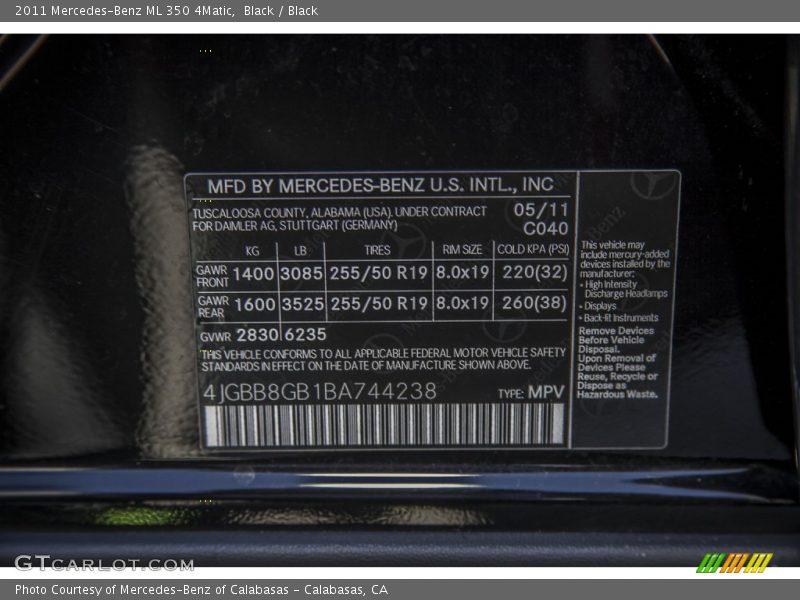 2011 Mercedes-Benz ML 350 4Matic,  Black / Black
MFD BY MERCEDES-BENZ U.S. INTL., INC
TUSCALOOSA COUNTY, ALABAMA (USA). UNDER CONTRACT
FOR DAIMLER AG, STUTTGART (GERMANY)
05/11
C040
KG LB TIRES RIM SIZE COLD KPA (PSI)
GAWR FRONT 1400 3085 255/50 R19 8.0x19 220(32)
GAWR REAR 1600 3525 255/50 R19 8.0x19 260(38)
GVWR 2830 6235
THIS VEHICLE CONFORMS TO ALL APPLICABLE FEDERAL MOTOR VEHICLE SAFETY
STANDARDS IN EFFECT ON THE DATE OF MANUFACTURE SHOWN ABOVE.
4JGBB8GB1BA744238 TYPE: MPV
This vehicle may
include mercury-added
devices installed by the
manufacturer:
• High Intensity
Discharge Headlamps
• Displays
• Back-lit Instruments
Remove Devices
Before Vehicle
Disposal.
Upon Removal of
Devices Please
Reuse, Recycle or
Dispose as
Hazardous Waste.
GTcarlot.com
Photo Courtesy of Mercedes-Benz of Calabasas - Calabasas, CA